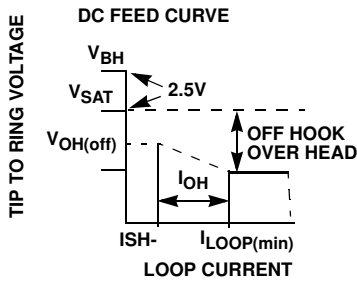 DC FEED CURVE
TIP TO RING VOLTAGE
VBH
2.5V
VSAT
OFF HOOK
OVER HEAD
VOH(off)
IOH
ISH-
ILOOP(min)
LOOP CURRENT